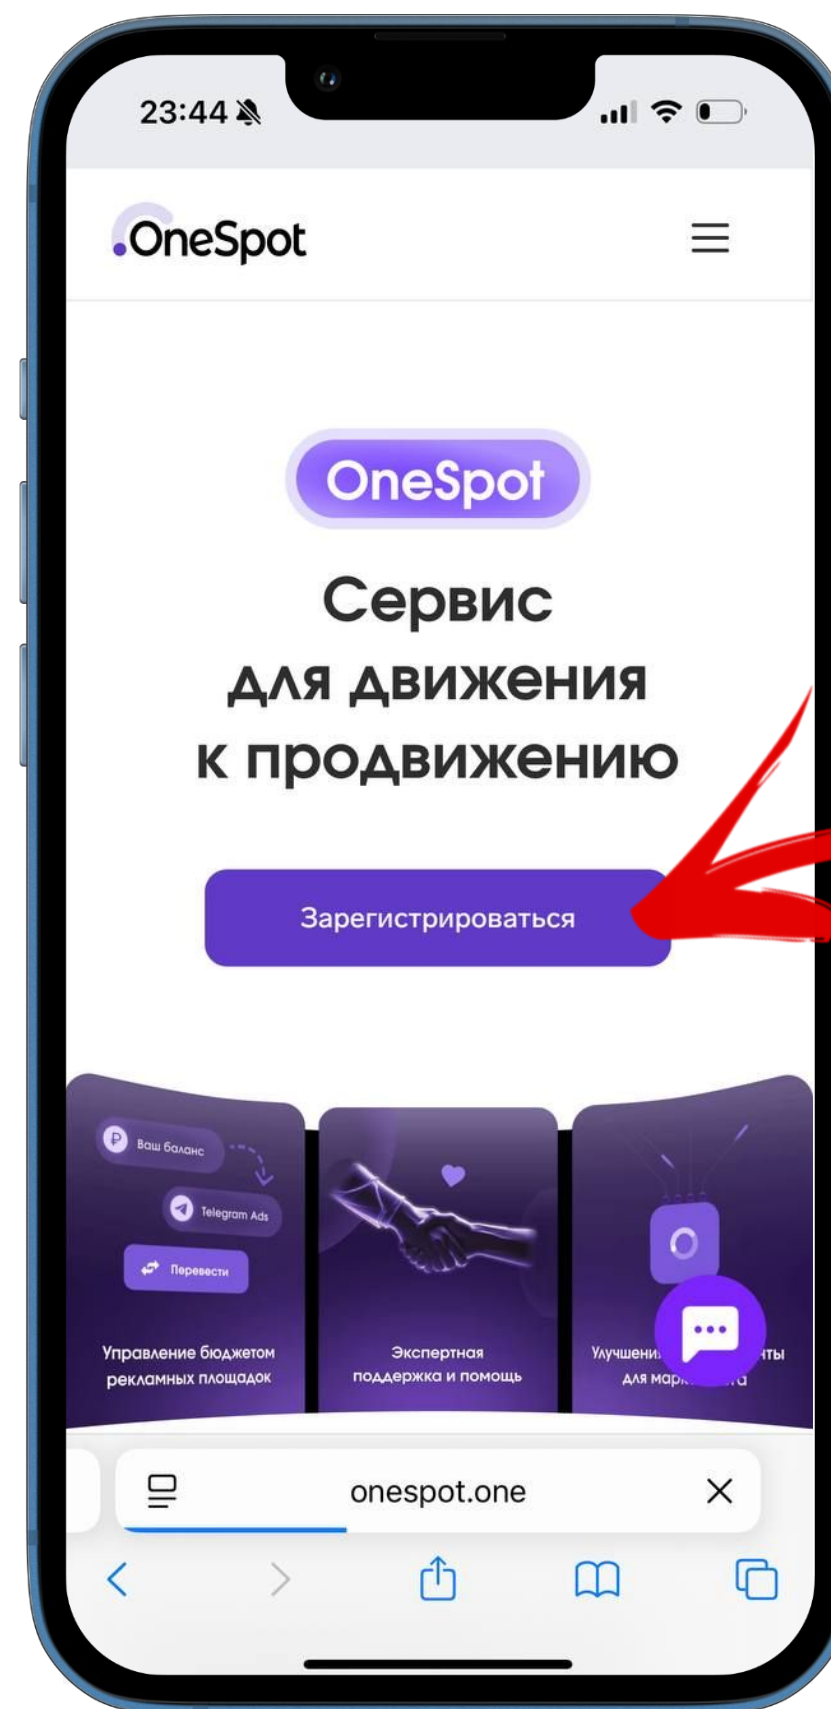 23:44
OneSpot
OneSpot
Сервис
для движения
к продвижению
Зарегистрироваться
Ваш баланс
Telegram Ads
Перевести
Управление бюджетом
рекламных площадок
Экспертная
поддержка и помощь
для
onespot.one